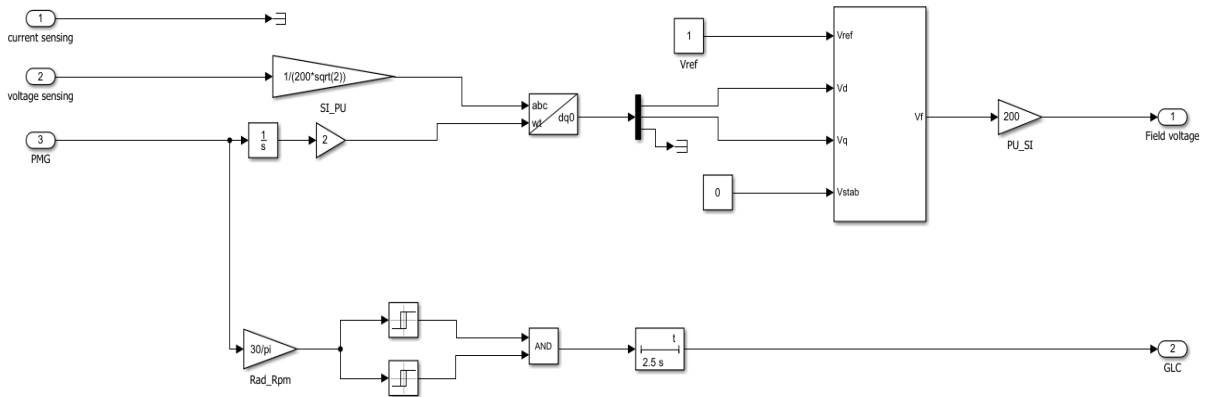 1
current sensing
2
voltage sensing
1/(200*sqrt(2))
SI_PU
3
PMG
1
s
2
abc
wt
dq0
1
Vref
0
Vref
Vd
Vq
Vstab
Vf
200
PU_SI
1
Field voltage
30/pi
Rad_Rpm
AND
t
2.5 s
2
GLC